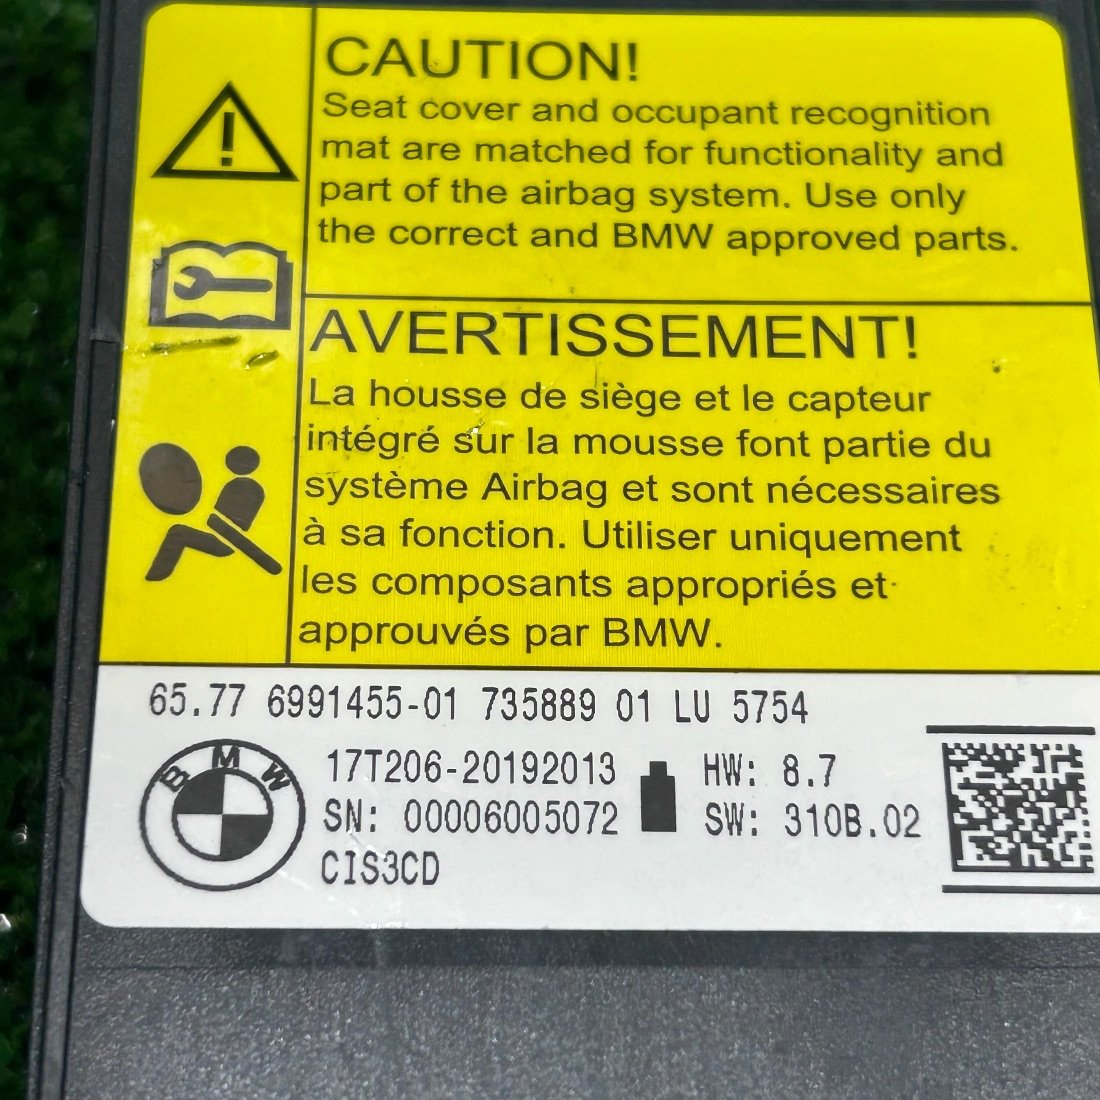 CAUTION!
Seat cover and occupant recognition
mat are matched for functionality and
part of the airbag system. Use only
the correct and BMW approved parts.
AVERTISSEMENT!
La housse de siège et le capteur
intégré sur la mousse font partie du
système Airbag et sont nécessaires
à sa fonction. Utiliser uniquement
les composants appropriés et
approuvés par BMW.
65.77 6991455-01 735889 01 LU 5754
BMW
17T206-20192013 HW: 8.7
SN: 00006005072 SW: 310B.02
CIS3CD